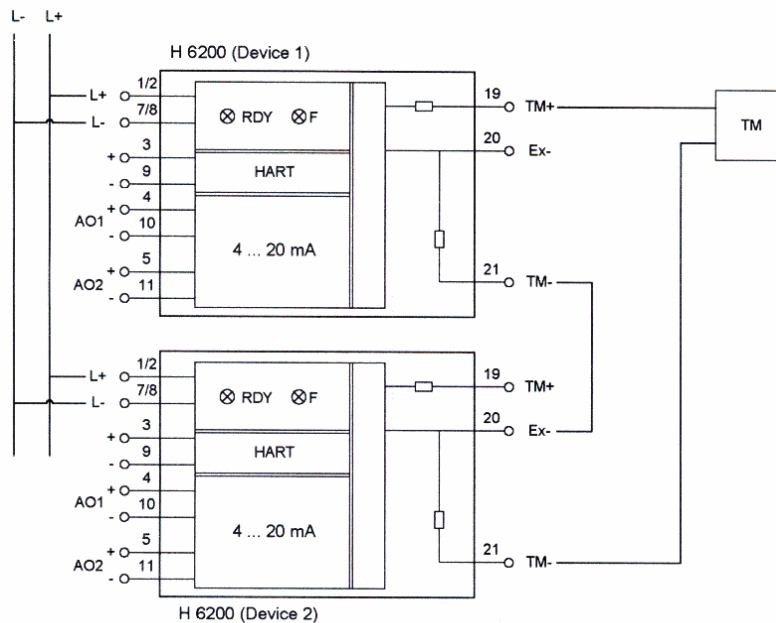 L- L+
H 6200 (Device 1)
L+ 1/2
L- 7/8
RDY F
+ 3
HART
- 9
AO1 + 4
- 10
4 ... 20 mA
AO2 + 5
- 11
19 TM+
20 Ex-
21 TM-
TM
L+ 1/2
L- 7/8
RDY F
+ 3
HART
- 9
AO1 + 4
- 10
4 ... 20 mA
AO2 + 5
- 11
19 TM+
20 Ex-
21 TM-
H 6200 (Device 2)